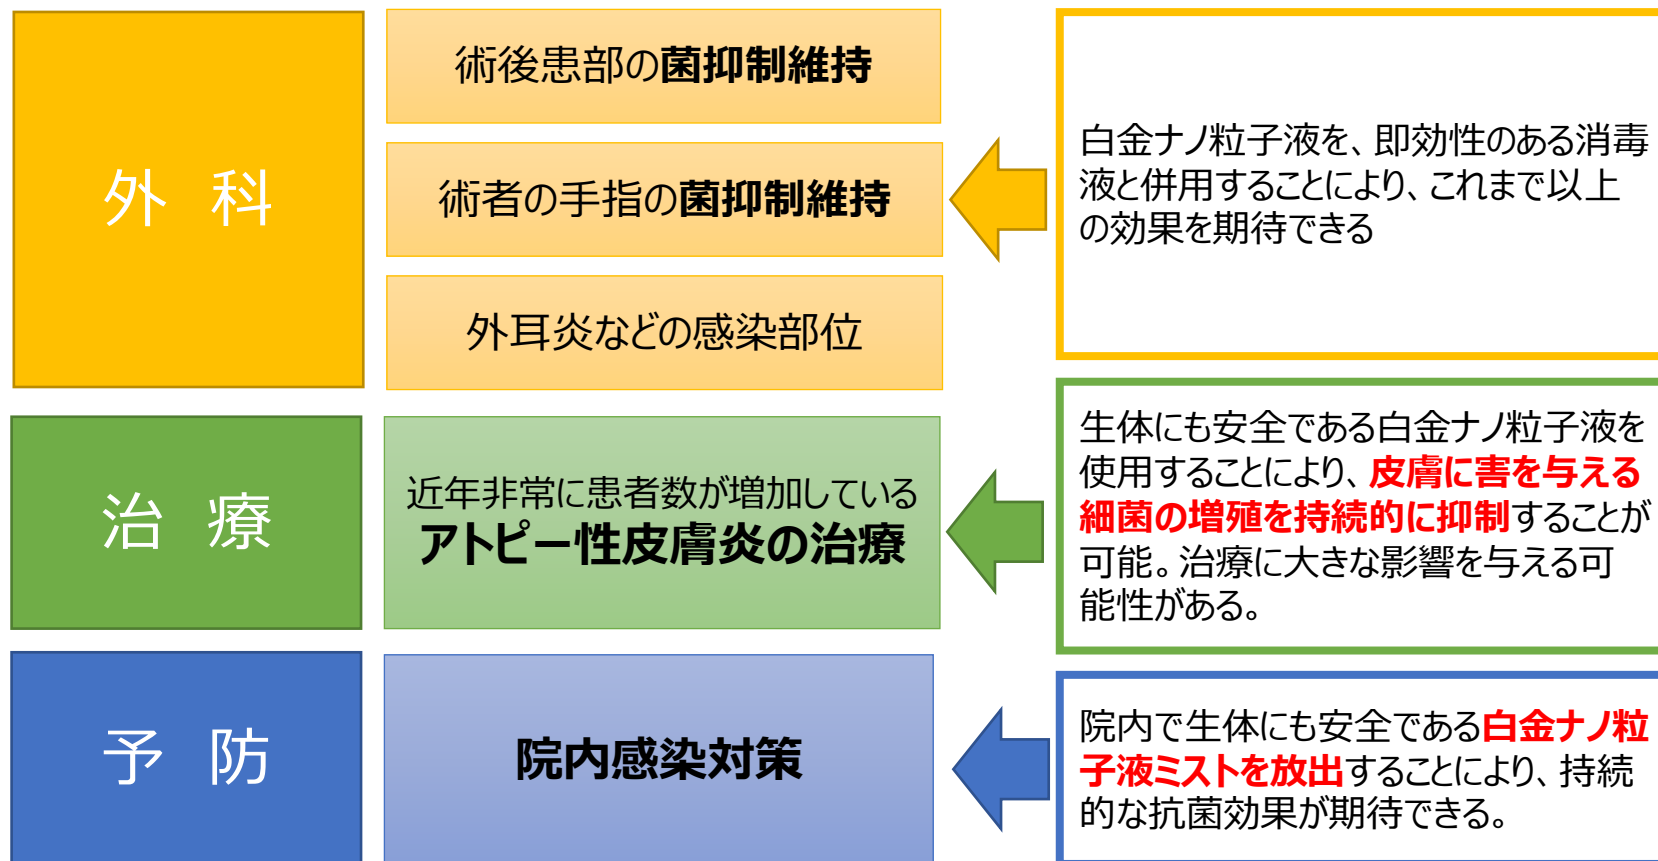 外 科
術後患部の菌抑制維持
術者の手指の菌抑制維持
外耳炎などの感染部位
白金ナノ粒子液を、即効性のある消毒
液と併用することにより、これまで以上
の効果を期待できる
治 療
近年非常に患者数が増加している
アトピー性皮膚炎の治療
生体にも安全である白金ナノ粒子液を
使用することにより、皮膚に害を与える
細菌の増殖を持続的に抑制することが
可能。治療に大きな影響を与える可
能性がある。
予 防
院内感染対策
院内で生体にも安全である白金ナノ粒
子液ミストを放出することにより、持続
的な抗菌効果が期待できる。